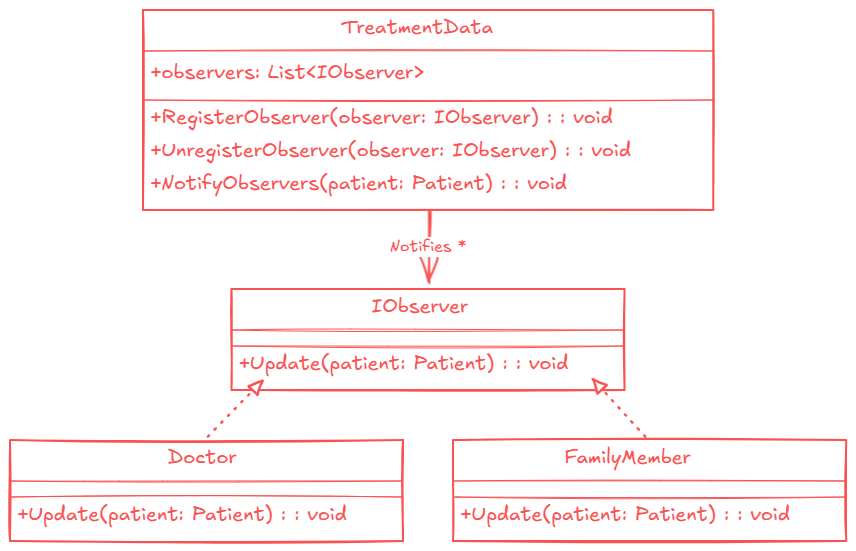 TreatmentData
+observers: List<IObserver>
+RegisterObserver(observer: IObserver) : : void
+UnregisterObserver(observer: IObserver) : : void
+NotifyObservers(patient: Patient) : : void
Notifies *
IObserver
+Update(patient: Patient) : : void
Doctor
+Update(patient: Patient) : : void
FamilyMember
+Update(patient: Patient) : : void